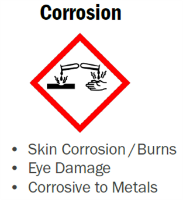 Corrosion
• Skin Corrosion / Burns
• Eye Damage
• Corrosive to Metals